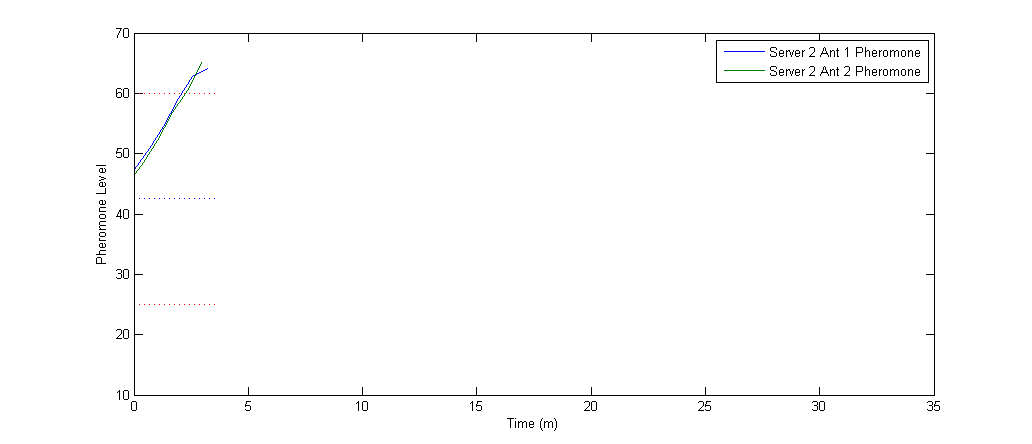 70
60
50
40
30
20
10
Pheromone Level
Server 2 Ant 1 Pheromone
Server 2 Ant 2 Pheromone
0 5 10 15 20 25 30 35
Time (m)